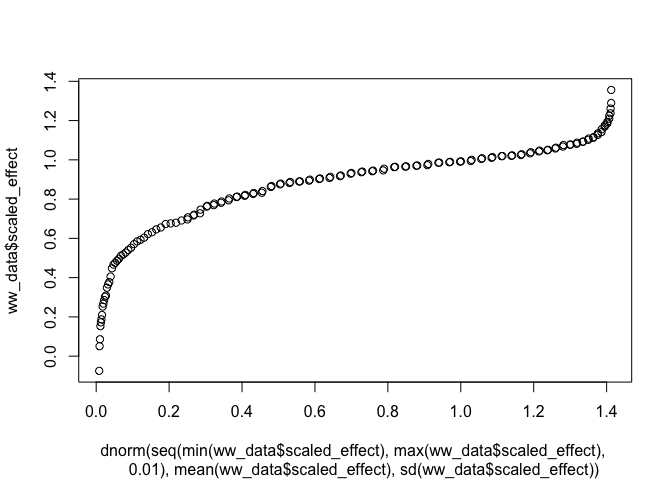 ww_data$scaled_effect
1.4
1.2
1.0
0.8
0.6
0.4
0.2
0.0
0.0 0.2 0.4 0.6 0.8 1.0 1.2 1.4
dnorm(seq(min(ww_data$scaled_effect), max(ww_data$scaled_effect),
0.01), mean(ww_data$scaled_effect), sd(ww_data$scaled_effect))